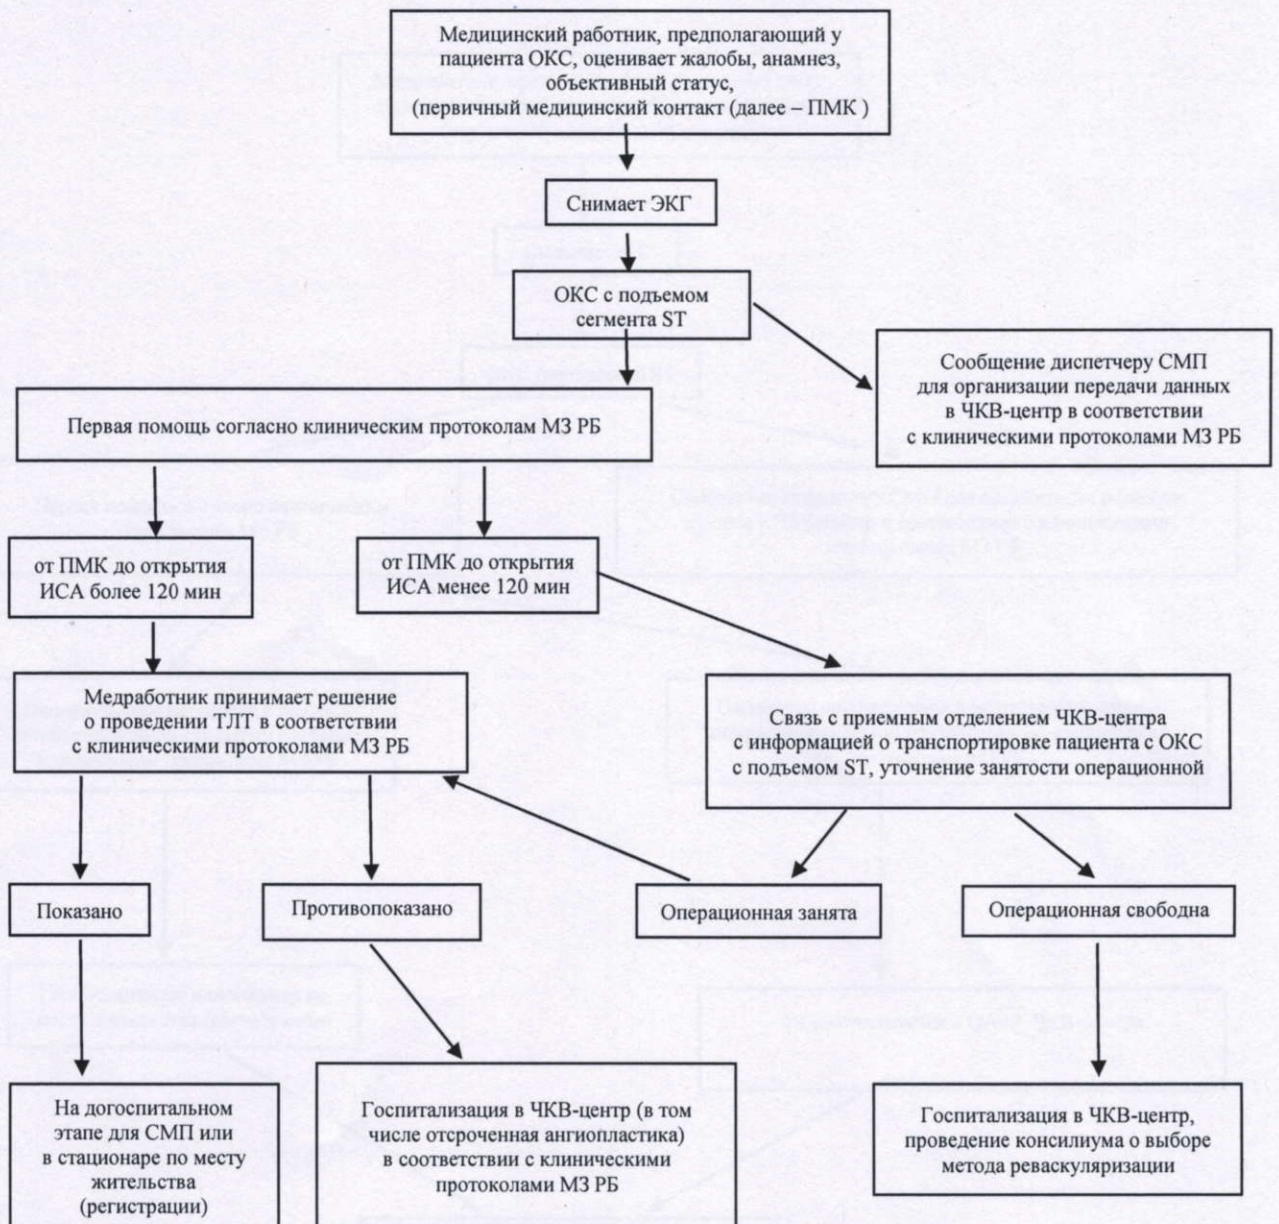 Медицинский работник, предполагающий у
пациента ОКС, оценивает жалобы, анамнез,
объективный статус,
(первичный медицинский контакт (далее – ПМК )
Снимает ЭКГ
ОКС с подъемом
сегмента ST
Сообщение диспетчеру СМП
для организации передачи данных
в ЧКВ-центр в соответствии
с клиническими протоколами МЗ РБ
Первая помощь согласно клиническим протоколам МЗ РБ
от ПМК до открытия
ИСА более 120 мин
от ПМК до открытия
ИСА менее 120 мин
Медработник принимает решение
о проведении ТЛТ в соответствии
с клиническими протоколами МЗ РБ
Связь с приемным отделением ЧКВ-центра
с информацией о транспортировке пациента с ОКС
с подъемом ST, уточнение занятости операционной
Показано
Противопоказано
Операционная занята
Операционная свободна
На догоспитальном
этапе для СМП или
в стационаре по месту
жительства
(регистрации)
Госпитализация в ЧКВ-центр (в том
числе отсроченная ангиопластика)
в соответствии с клиническими
протоколами МЗ РБ
Госпитализация в ЧКВ-центр,
проведение консилиума о выборе
метода реваскуляризации